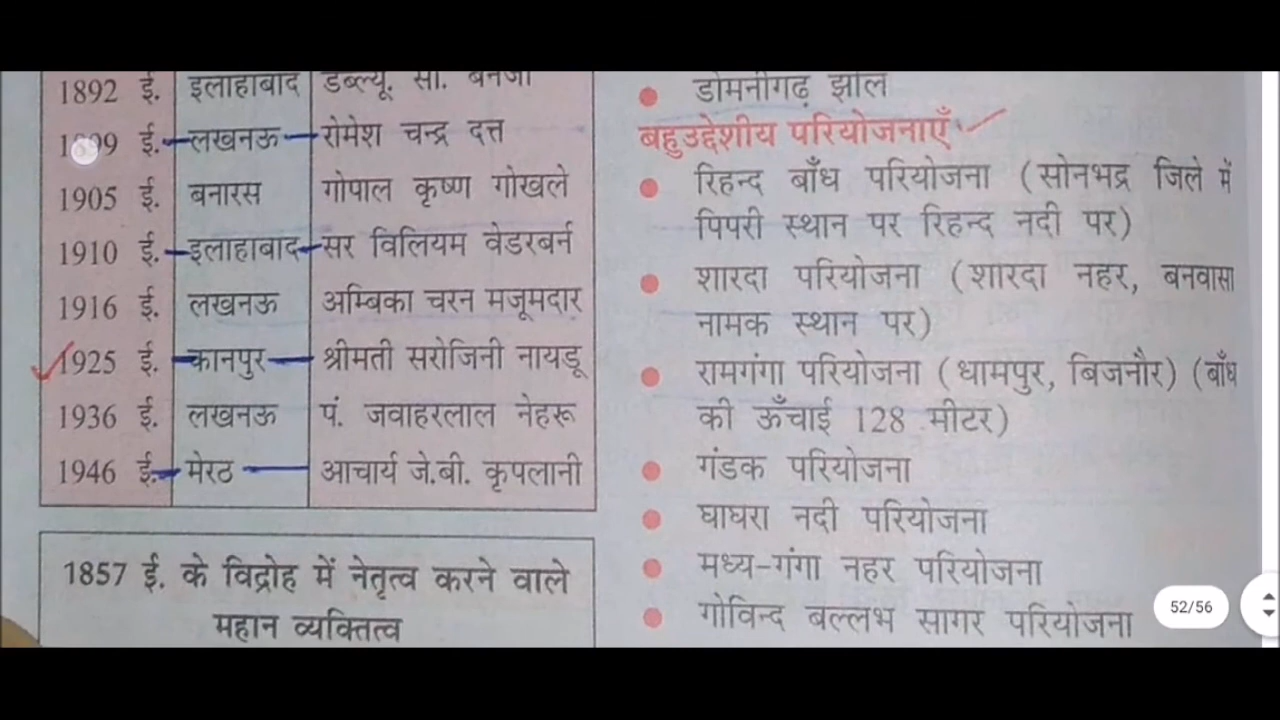 1892 ई. इलाहाबाद डब्ल्यू. सी. बनर्जी
1899 ई. लखनऊ रोमेश चन्द्र दत्त
1905 ई. बनारस गोपाल कृष्ण गोखले
1910 ई. इलाहाबाद सर विलियम वेडरबर्न
1916 ई. लखनऊ अम्बिका चरन मजूमदार
1925 ई. कानपुर श्रीमती सरोजिनी नायडू
1936 ई. लखनऊ पं. जवाहरलाल नेहरू
1946 ई. मेरठ आचार्य जे.बी. कृपलानी
1857 ई. के विद्रोह में नेतृत्व करने वाले
महान व्यक्तित्व
डोमनीगढ़ झील
बहुउद्देशीय परियोजनाएँ
रिहन्द बाँध परियोजना (सोनभद्र जिले में
पिपरी स्थान पर रिहन्द नदी पर)
शारदा परियोजना (शारदा नहर, बनवासा
नामक स्थान पर)
रामगंगा परियोजना (धामपुर, बिजनौर) (बाँध
की ऊँचाई 128 मीटर)
गंडक परियोजना
घाघरा नदी परियोजना
मध्य-गंगा नहर परियोजना
गोविन्द बल्लभ सागर परियोजना
52/56